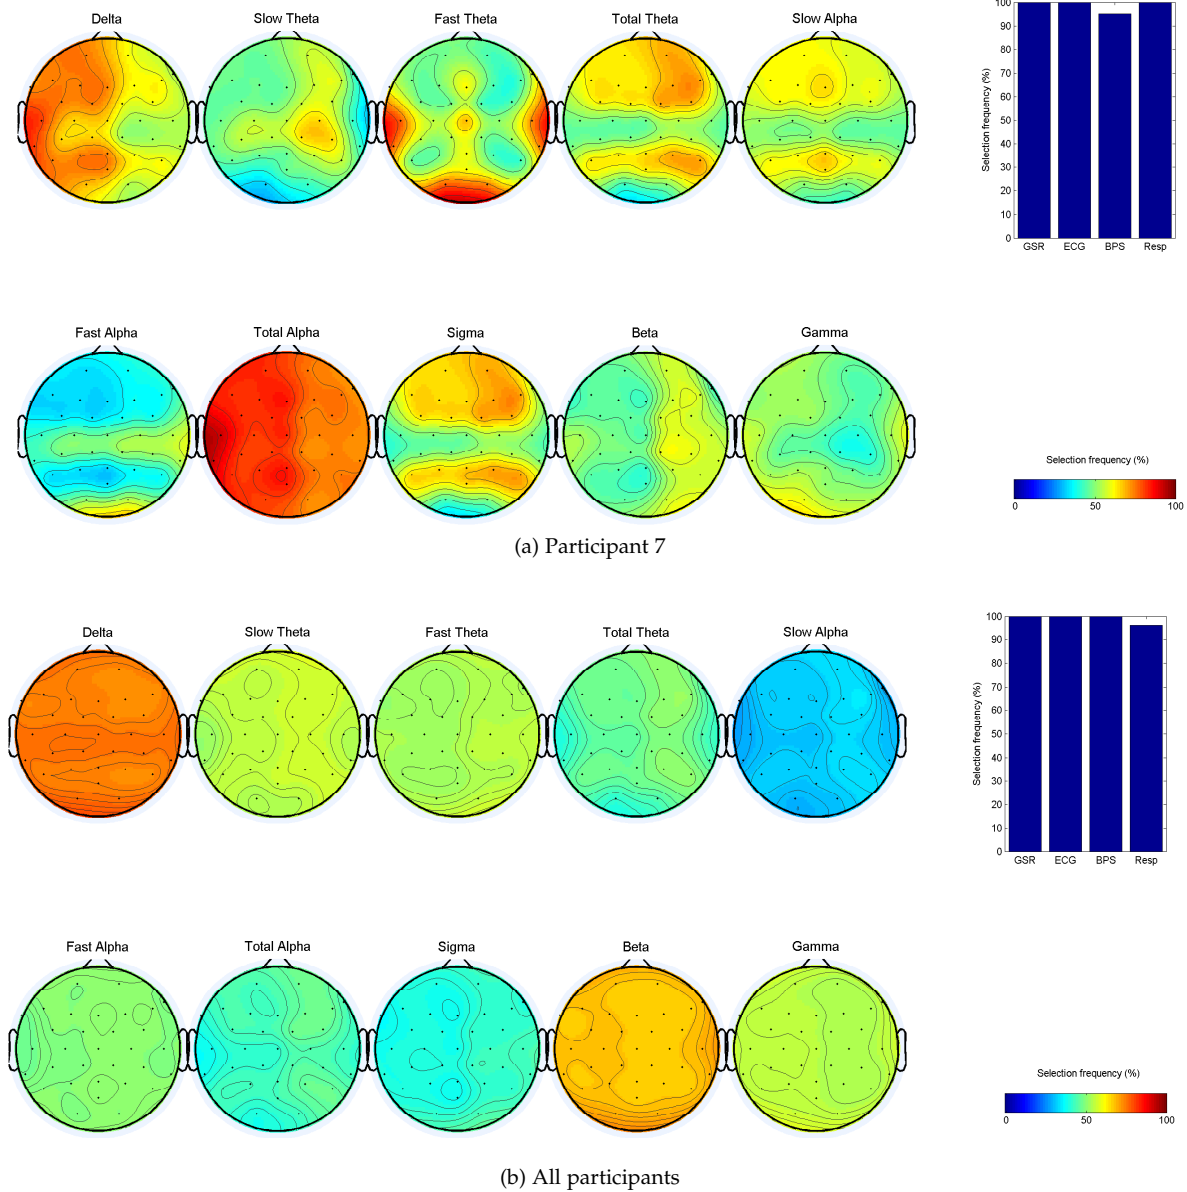 Delta Slow Theta Fast Theta Total Theta Slow Alpha
100
90
80
70
60
50
40
30
20
10
0
Selection frequency (%)
GSR ECG BPS Resp
Fast Alpha Total Alpha Sigma Beta Gamma
Selection frequency (%)
0 50 100
(a) Participant 7
Delta Slow Theta Fast Theta Total Theta Slow Alpha
100
90
80
70
60
50
40
30
20
10
0
Selection frequency (%)
GSR ECG BPS Resp
Fast Alpha Total Alpha Sigma Beta Gamma
Selection frequency (%)
0 50 100
(b) All participants